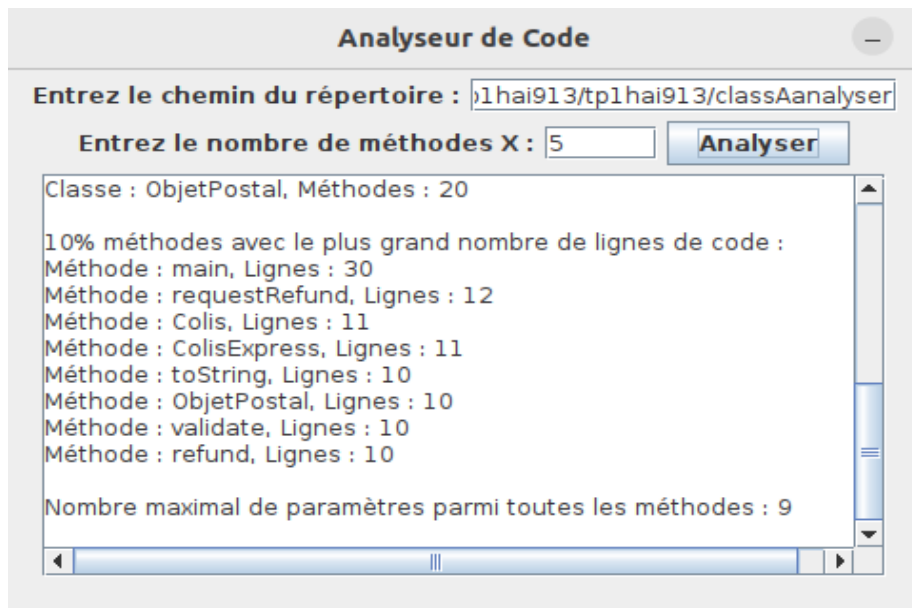 Analyseur de Code
Entrez le chemin du répertoire : o1hai913/tp1hai913/classAanalyser
Entrez le nombre de méthodes X : 5 Analyser
Classe : ObjetPostal, Méthodes : 20
10% méthodes avec le plus grand nombre de lignes de code :
Méthode : main, Lignes : 30
Méthode : requestRefund, Lignes : 12
Méthode : Colis, Lignes : 11
Méthode : ColisExpress, Lignes : 11
Méthode : toString, Lignes : 10
Méthode : ObjetPostal, Lignes : 10
Méthode : validate, Lignes : 10
Méthode : refund, Lignes : 10
Nombre maximal de paramètres parmi toutes les méthodes : 9